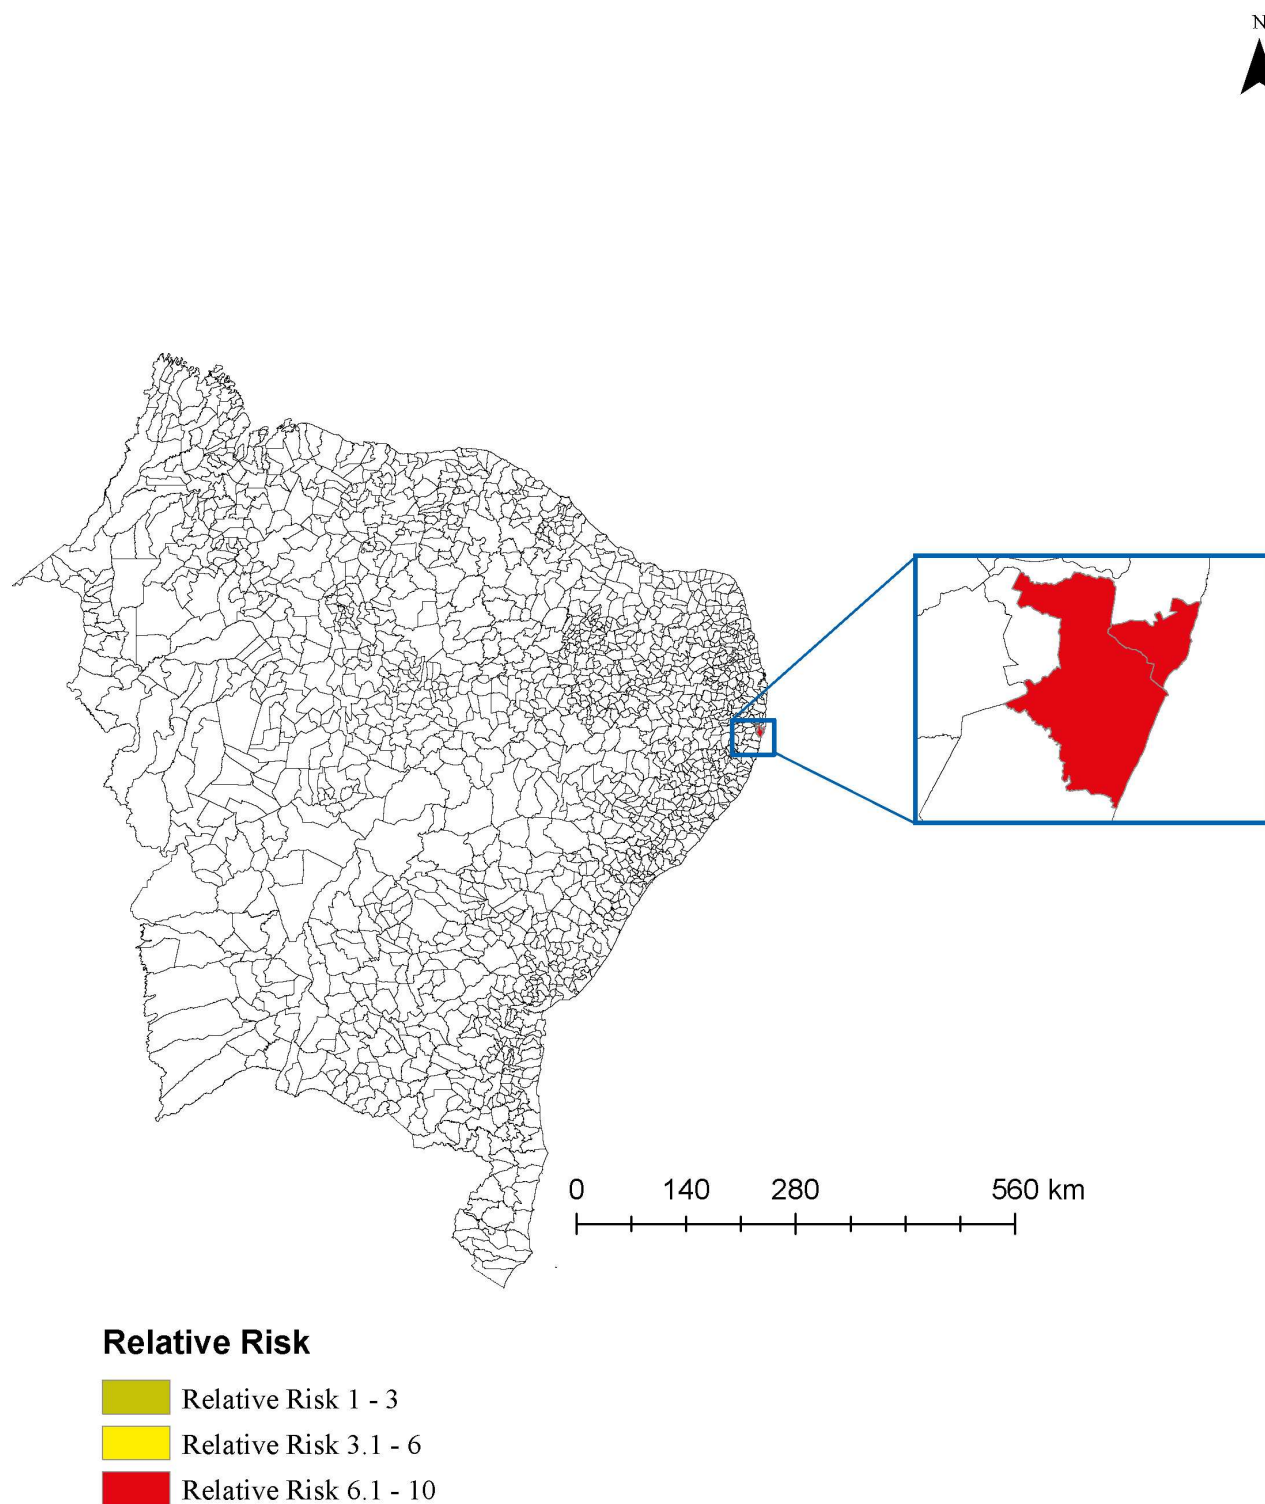 N
0 140 280 560 km
Relative Risk
Relative Risk 1 - 3
Relative Risk 3.1 - 6
Relative Risk 6.1 - 10